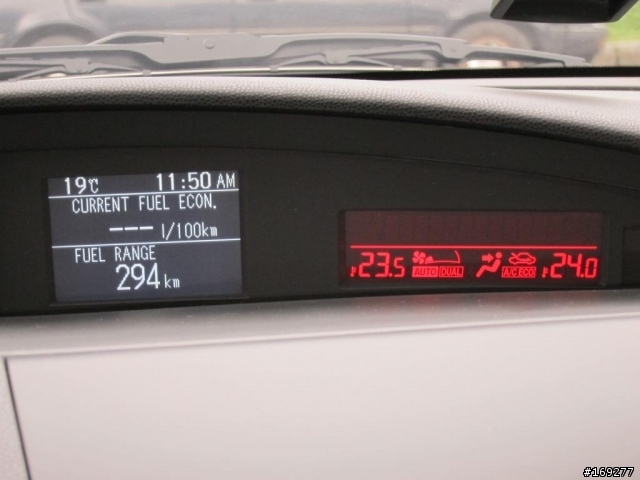 19℃ 11:50 AM
CURRENT FUEL ECON.
--- l/100km
FUEL RANGE
294 km
23.5 AUTO DUAL A/C ECO 24.0
#169277